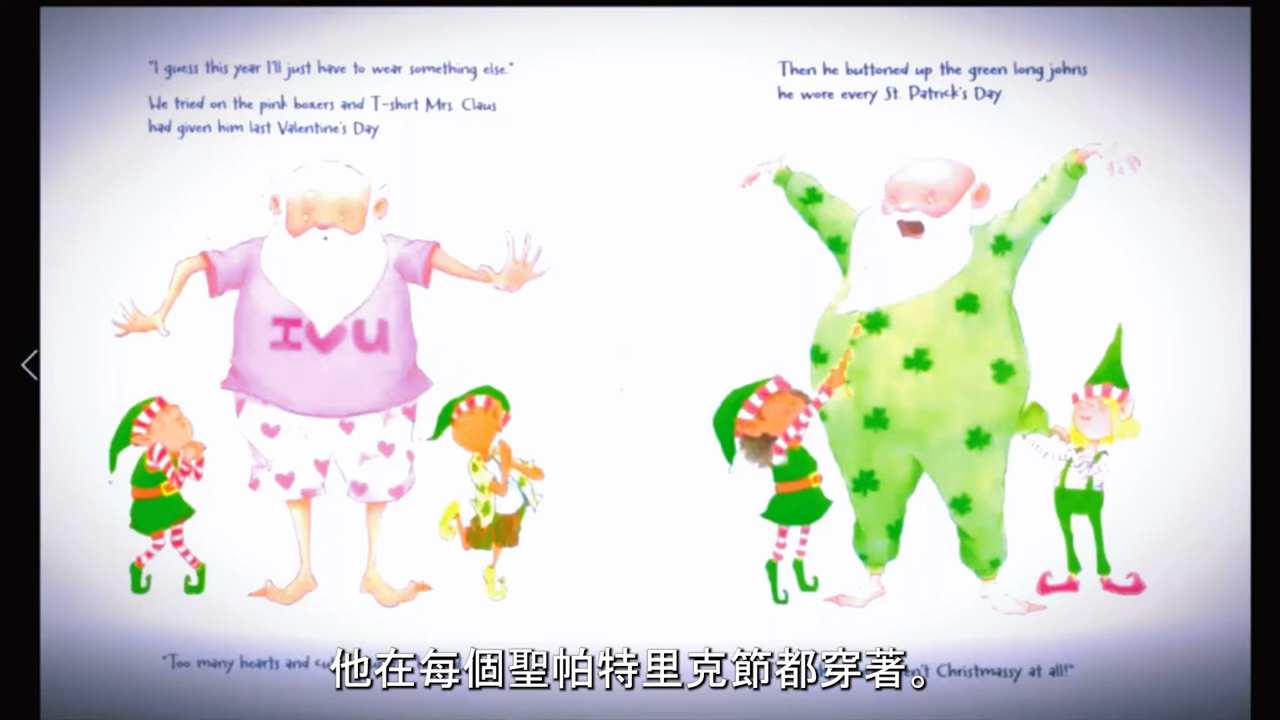 "I guess this year I'll just have to wear something else."
He tried on the pink boxers and T-shirt Mrs. Claus
had given him last Valentine's Day.
I♥U
"Too many hearts and
Then he buttoned up the green long johns
he wore every St. Patrick's Day.
Christmassy at all!"
他在每個聖帕特里克節都穿著。